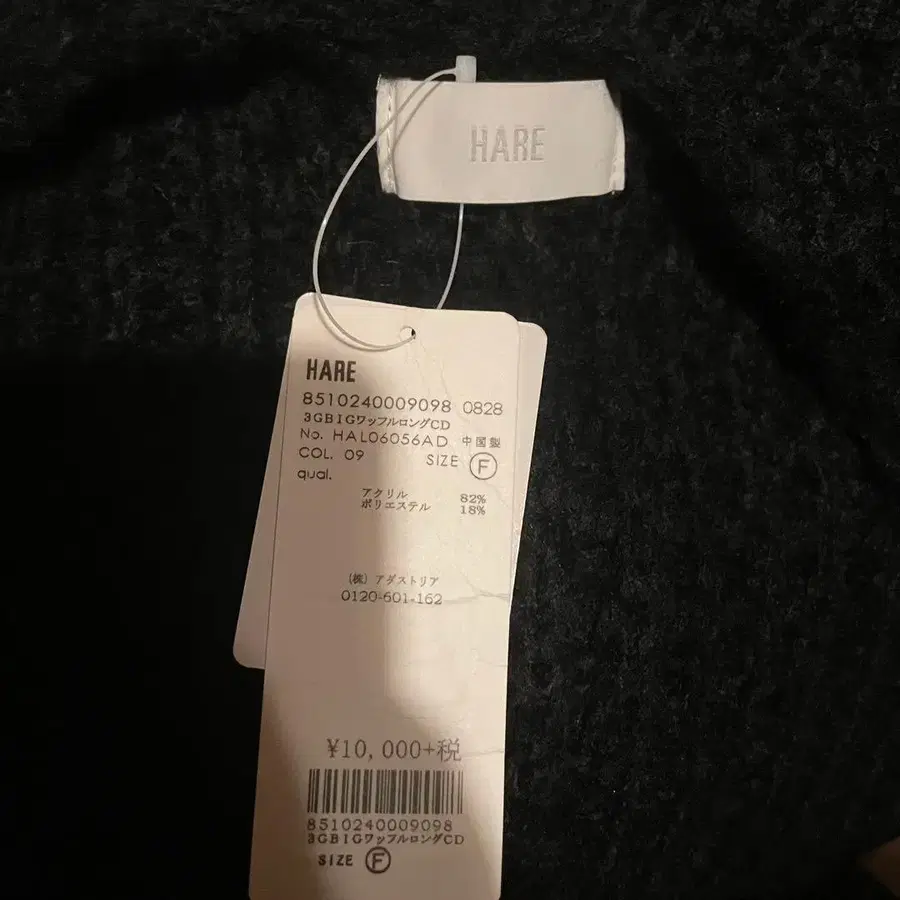 HARE
HARE
8510240009098 0828
3GBIGワッフルロングCD
No. HAL06056AD 中国製
COL. 09 SIZE F
qual.
アクリル 82%
ポリエステル 18%
(株) アダストリア
0120-601-162
¥10,000+税
8510240009098
3GBIGワッフルロングCD
SIZE F